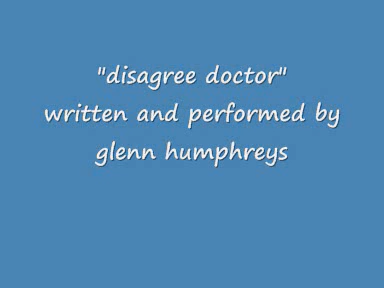 "disagree doctor"
written and performed by
glenn humphreys